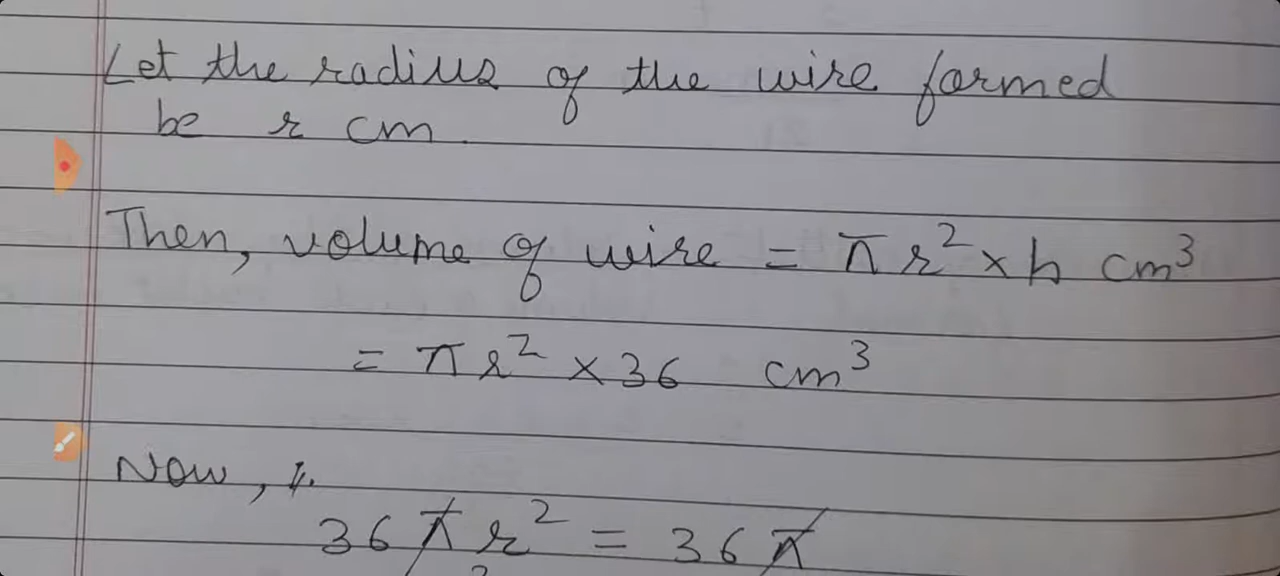 Let the radius of the wire formed
be r cm.
Then, volume of wire = πr² × h cm³
= πr² × 36 cm³
Now,
36πr² = 36π